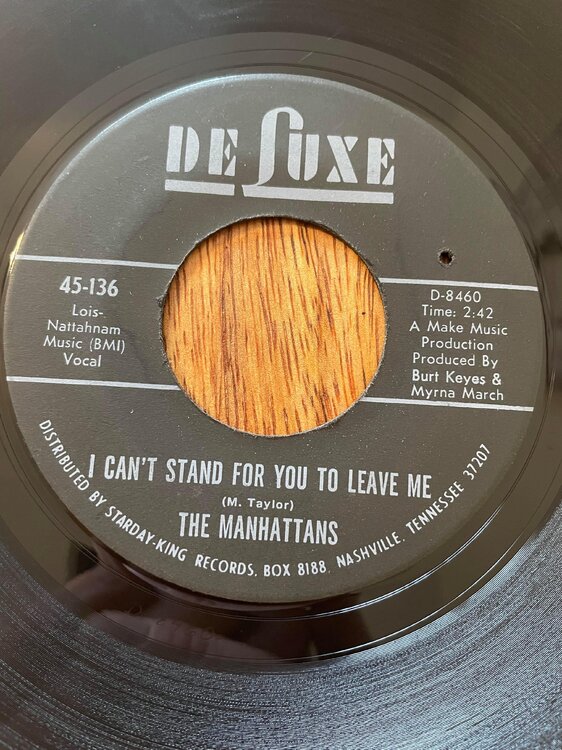 DE LUXE
45-136
Lois-
Nattahnam
Music (BMI)
Vocal
D-8460
Time: 2:42
A Make Music
Production
Produced By
Burt Keyes &
Myrna March
I CAN'T STAND FOR YOU TO LEAVE ME
(M. Taylor)
THE MANHATTANS
DISTRIBUTED BY STARDAY-KING RECORDS, BOX 8188, NASHVILLE, TENNESSEE 37207